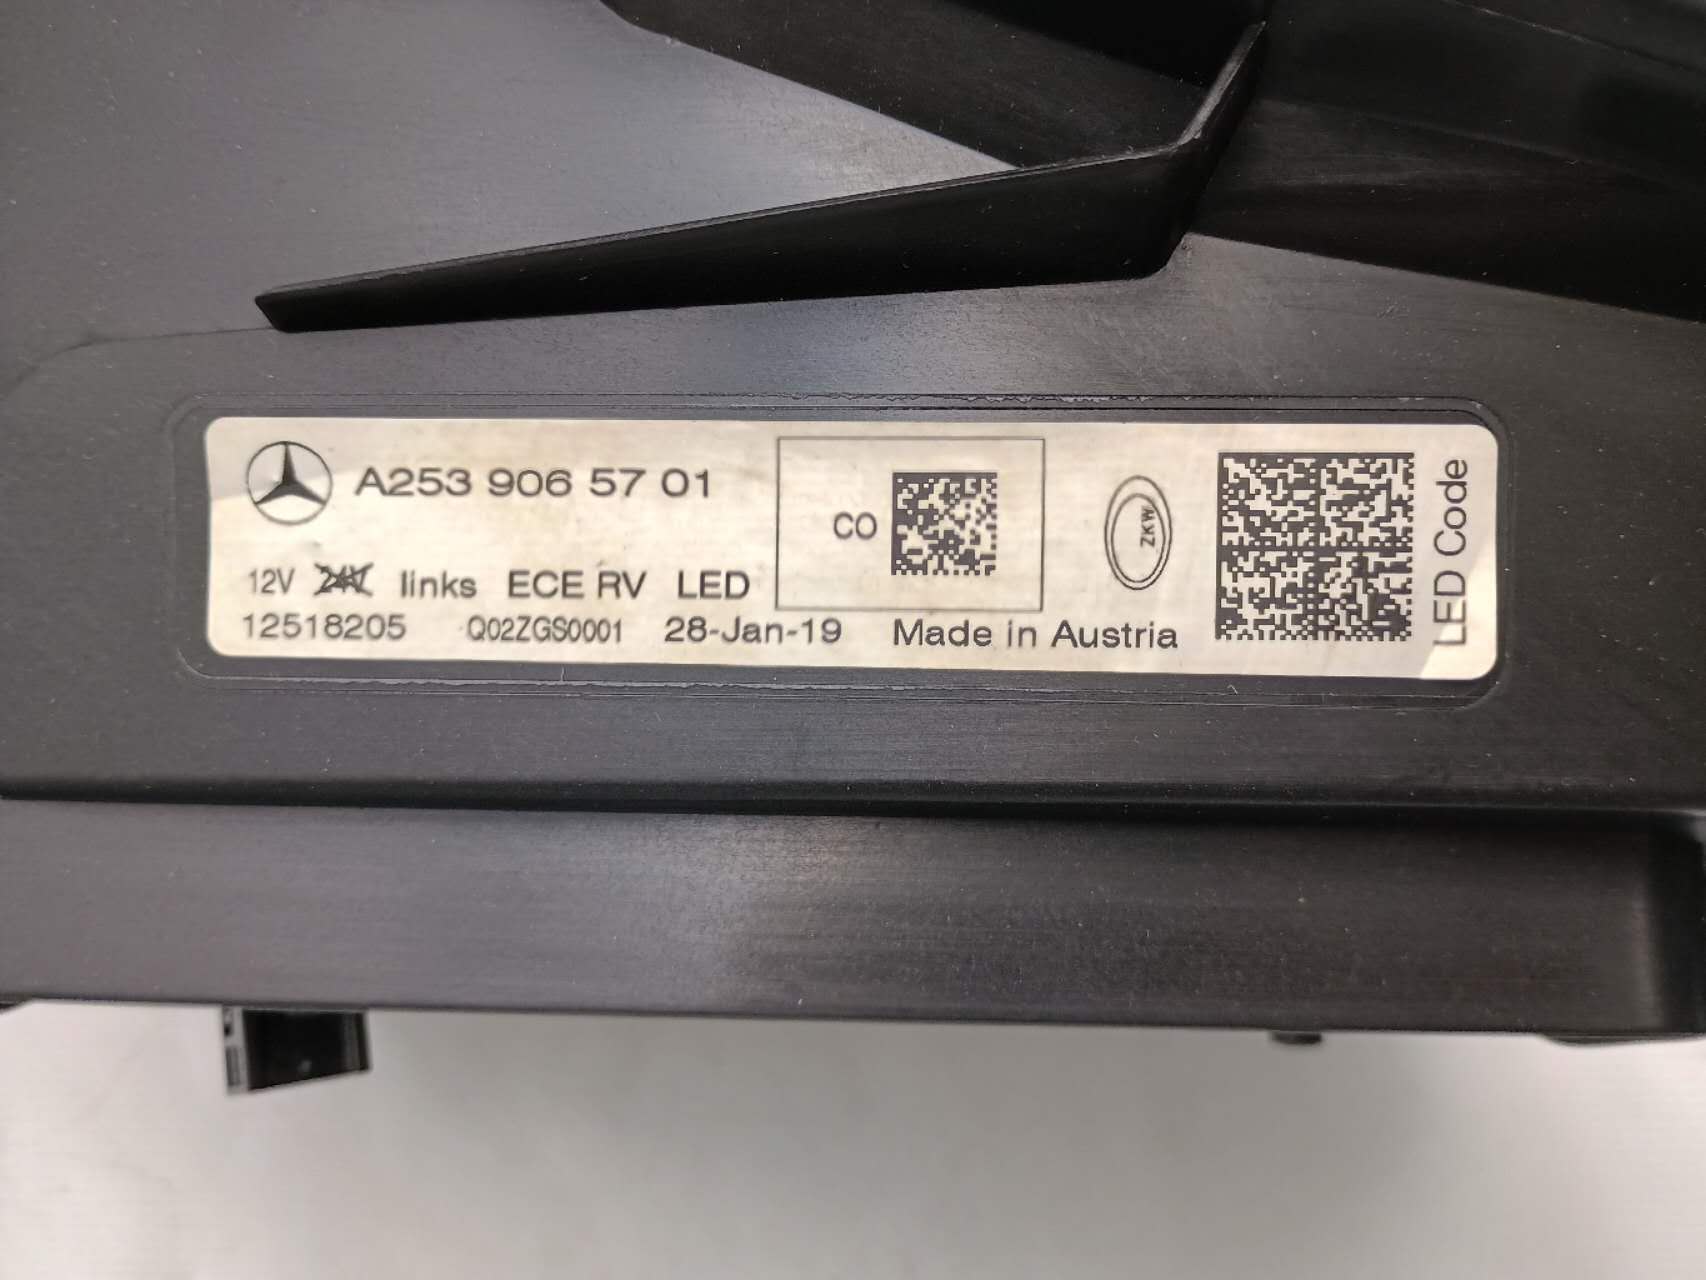 A253 906 57 01
12V 24V links ECE RV LED
12518205 Q02ZGS0001 28-Jan-19 Made in Austria
CO
ZKW
LED Code